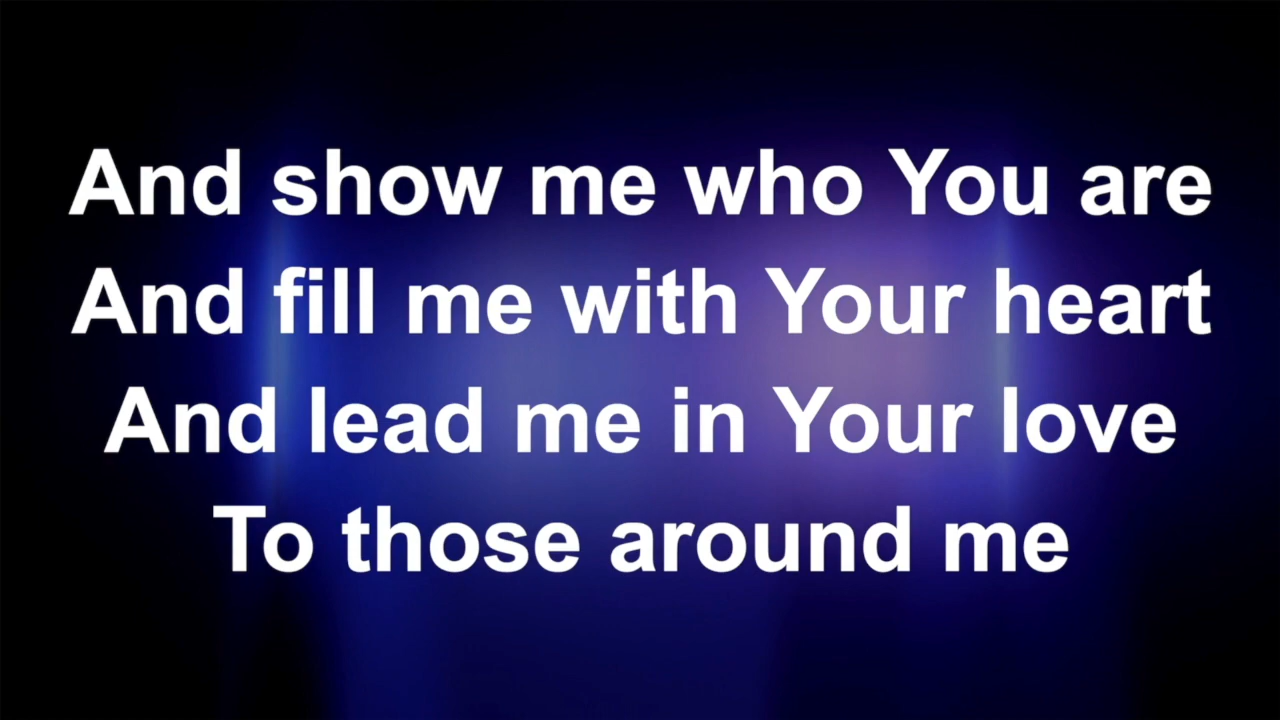 And show me who You are
And fill me with Your heart
And lead me in Your love
To those around me